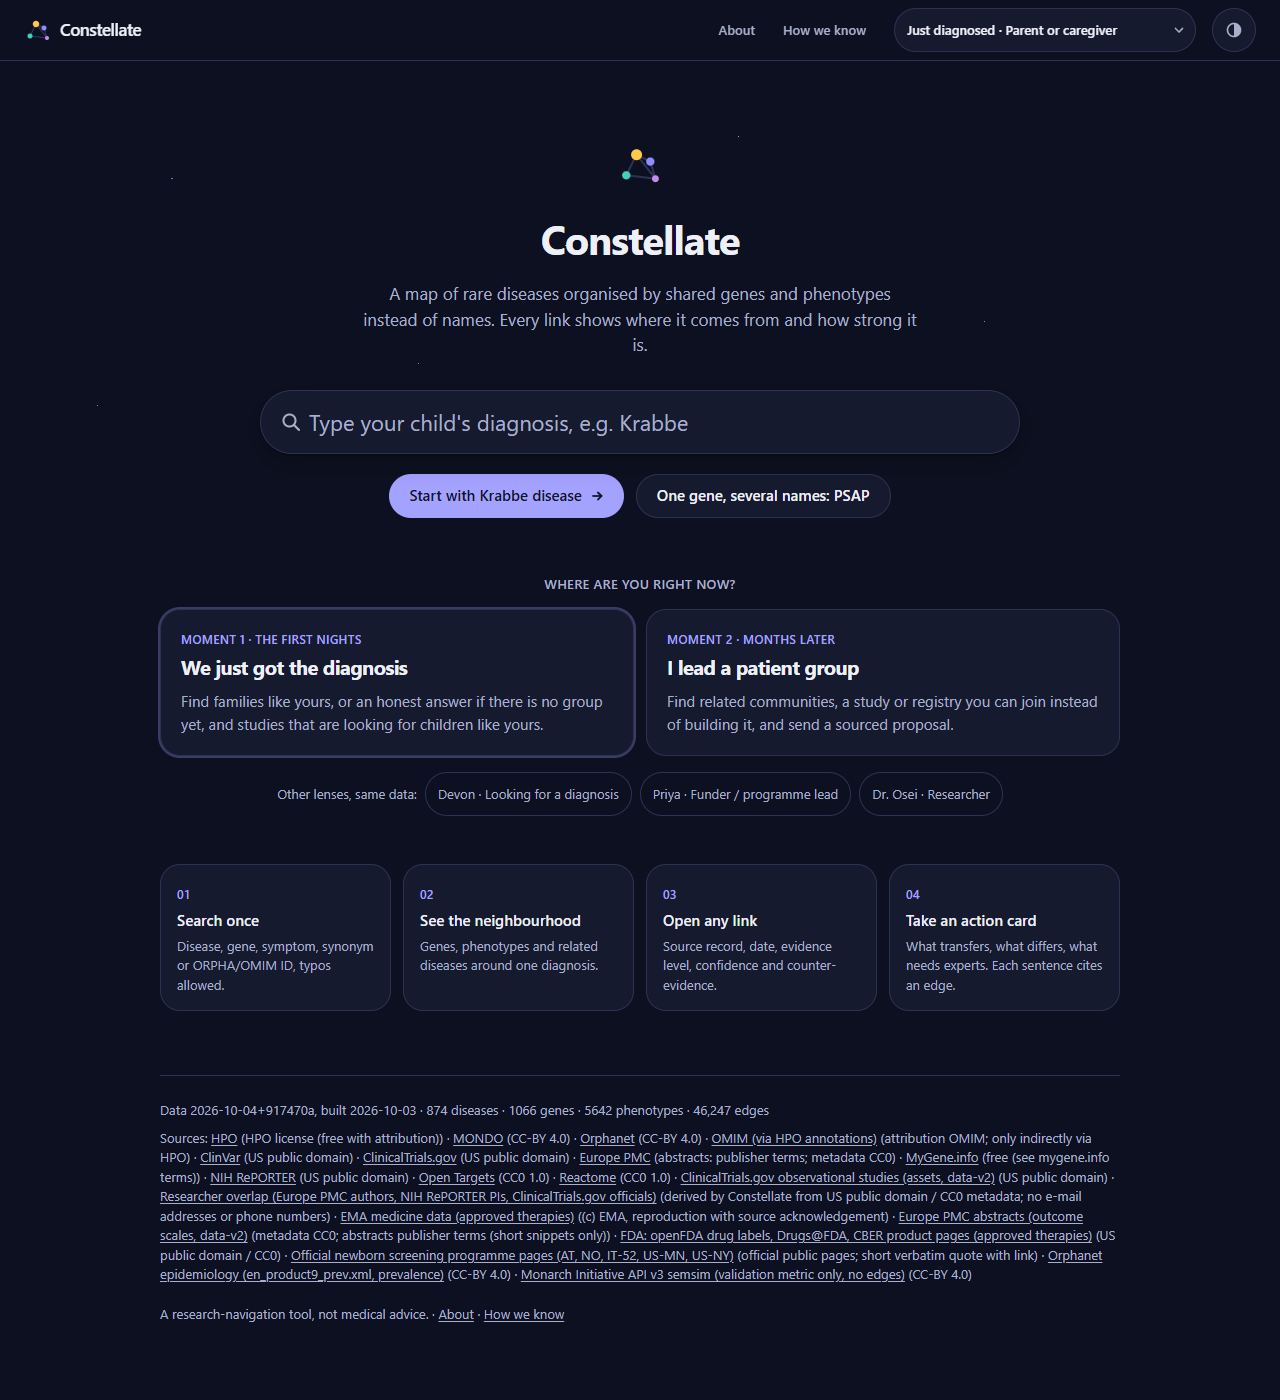 Constellate
About
How we know
Just diagnosed · Parent or caregiver
Constellate
A map of rare diseases organised by shared genes and phenotypes
instead of names. Every link shows where it comes from and how strong it
is.
Type your child's diagnosis, e.g. Krabbe
Start with Krabbe disease →
One gene, several names: PSAP
WHERE ARE YOU RIGHT NOW?
MOMENT 1 · THE FIRST NIGHTS
We just got the diagnosis
Find families like yours, or an honest answer if there is no group
yet, and studies that are looking for children like yours.
MOMENT 2 · MONTHS LATER
I lead a patient group
Find related communities, a study or registry you can join instead
of building it, and send a sourced proposal.
Other lenses, same data:
Devon · Looking for a diagnosis
Priya · Funder / programme lead
Dr. Osei · Researcher
01
Search once
Disease, gene, symptom, synonym
or ORPHA/OMIM ID, typos
allowed.
02
See the neighbourhood
Genes, phenotypes and related
diseases around one diagnosis.
03
Open any link
Source record, date, evidence
level, confidence and counter-
evidence.
04
Take an action card
What transfers, what differs, what
needs experts. Each sentence cites
an edge.
Data 2026-10-04+917470a, built 2026-10-03 · 874 diseases · 1066 genes · 5642 phenotypes · 46,247 edges
Sources: HPO (HPO license (free with attribution)) · MONDO (CC-BY 4.0) · Orphanet (CC-BY 4.0) · OMIM (via HPO annotations) (attribution OMIM; only indirectly via
HPO) · ClinVar (US public domain) · ClinicalTrials.gov (US public domain) · Europe PMC (abstracts: publisher terms; metadata CC0) · MyGene.info (free (see mygene.info
terms)) · NIH RePORTER (US public domain) · Open Targets (CC0 1.0) · Reactome (CC0 1.0) · ClinicalTrials.gov observational studies (assets, data-v2) (US public domain) ·
Researcher overlap (Europe PMC authors, NIH RePORTER PIs, ClinicalTrials.gov officials) (derived by Constellate from US public domain / CC0 metadata; no e-mail
addresses or phone numbers) · EMA medicine data (approved therapies) ((c) EMA, reproduction with source acknowledgement) · Europe PMC abstracts (outcome
scales, data-v2) (metadata CC0; abstracts publisher terms (short snippets only)) · FDA: openFDA drug labels, Drugs@FDA, CBER product pages (approved therapies) (US
public domain / CC0) · Official newborn screening programme pages (AT, NO, IT-52, US-MN, US-NY) (official public pages; short verbatim quote with link) · Orphanet
epidemiology (en_product9_prev.xml, prevalence) (CC-BY 4.0) · Monarch Initiative API v3 semsim (validation metric only, no edges) (CC-BY 4.0)
A research-navigation tool, not medical advice. · About · How we know